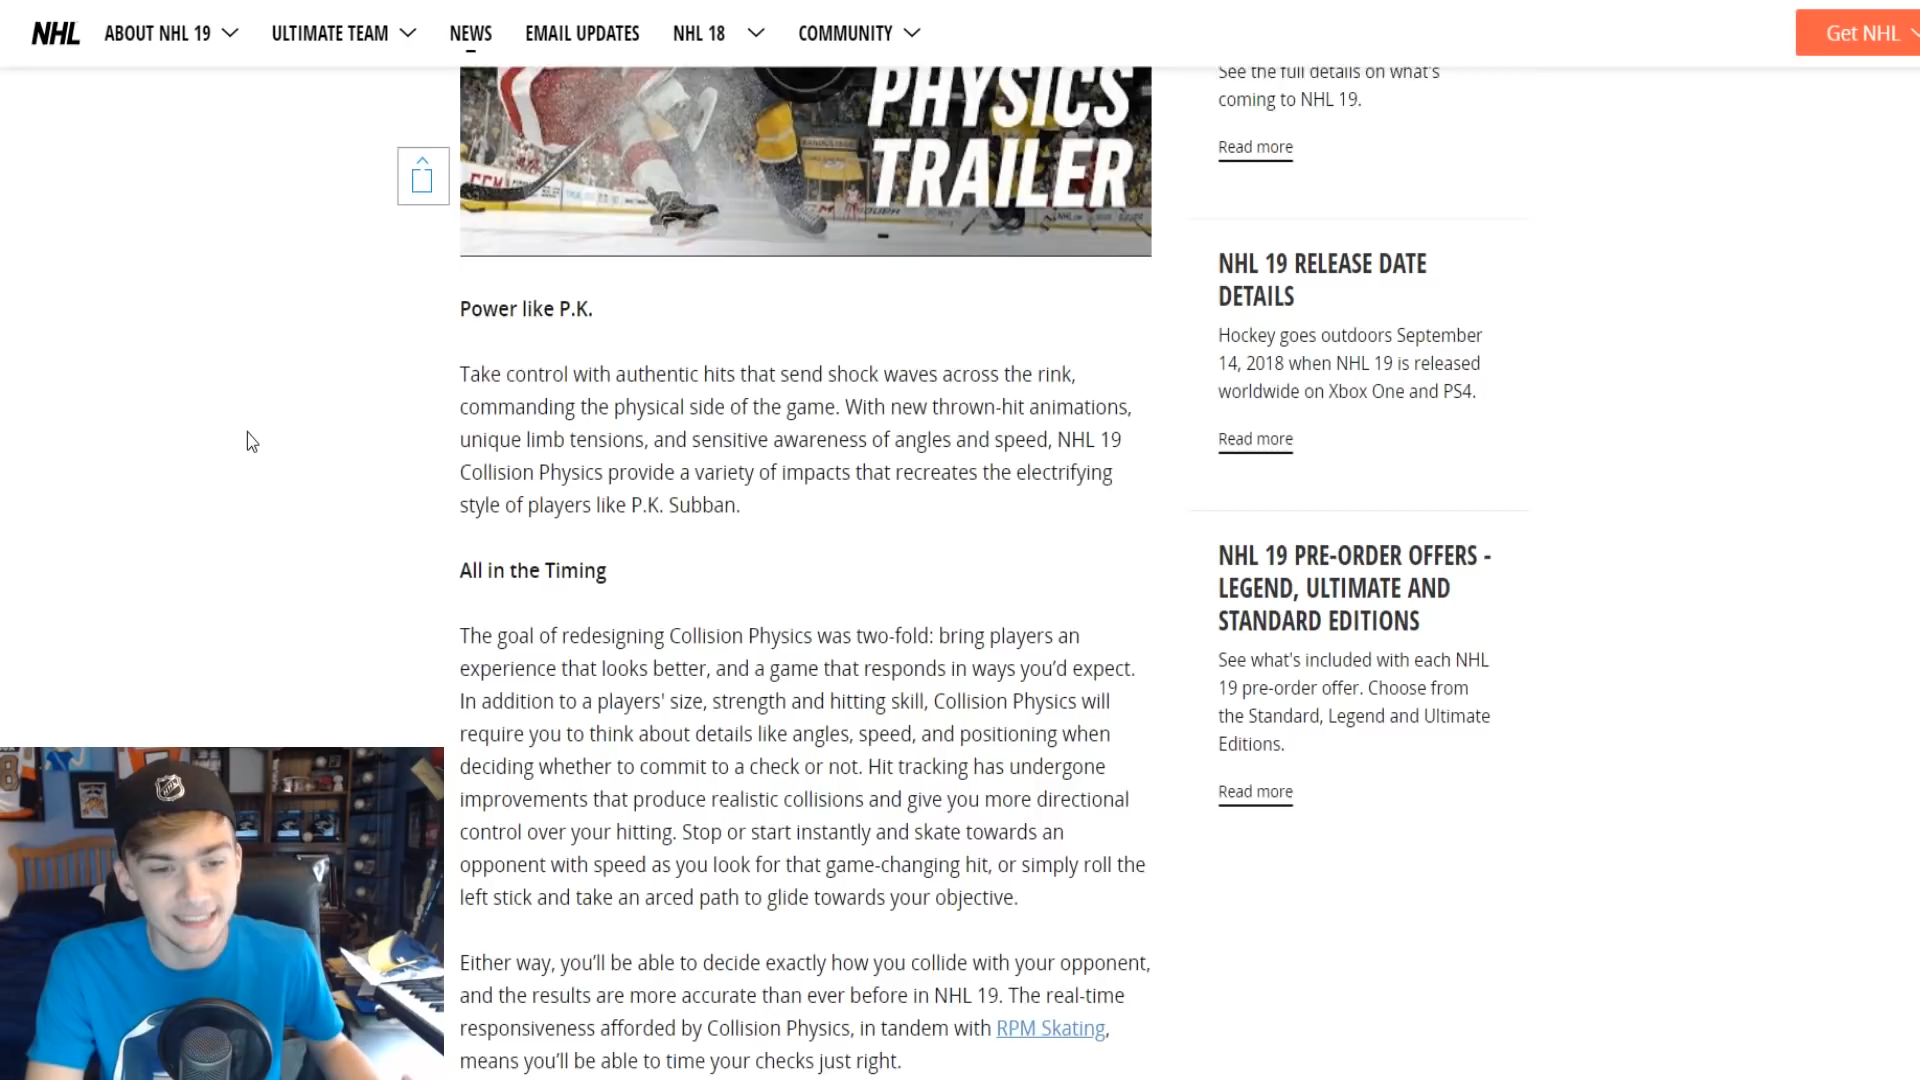 NHL ABOUT NHL 19 ULTIMATE TEAM NEWS EMAIL UPDATES NHL 18 COMMUNITY Get NHL
PHYSICS
TRAILER
Power like P.K.
Take control with authentic hits that send shock waves across the rink,
commanding the physical side of the game. With new thrown-hit animations,
unique limb tensions, and sensitive awareness of angles and speed, NHL 19
Collision Physics provide a variety of impacts that recreates the electrifying
style of players like P.K. Subban.
All in the Timing
The goal of redesigning Collision Physics was two-fold: bring players an
experience that looks better, and a game that responds in ways you’d expect.
In addition to a players' size, strength and hitting skill, Collision Physics will
require you to think about details like angles, speed, and positioning when
deciding whether to commit to a check or not. Hit tracking has undergone
improvements that produce realistic collisions and give you more directional
control over your hitting. Stop or start instantly and skate towards an
opponent with speed as you look for that game-changing hit, or simply roll the
left stick and take an arced path to glide towards your objective.
Either way, you’ll be able to decide exactly how you collide with your opponent,
and the results are more accurate than ever before in NHL 19. The real-time
responsiveness afforded by Collision Physics, in tandem with RPM Skating,
means you’ll be able to time your checks just right.
See the full details on what's
coming to NHL 19.
Read more
NHL 19 RELEASE DATE
DETAILS
Hockey goes outdoors September
14, 2018 when NHL 19 is released
worldwide on Xbox One and PS4.
Read more
NHL 19 PRE-ORDER OFFERS -
LEGEND, ULTIMATE AND
STANDARD EDITIONS
See what's included with each NHL
19 pre-order offer. Choose from
the Standard, Legend and Ultimate
Editions.
Read more